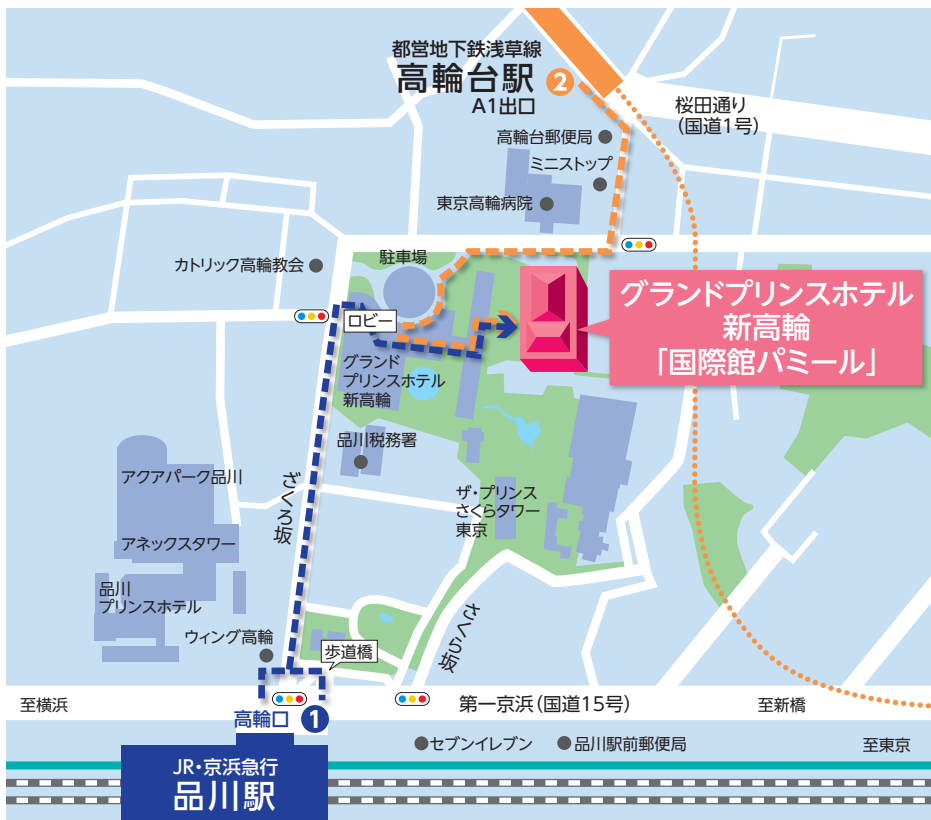 都営地下鉄浅草線
高輪台駅
A1出口
2
桜田通り
(国道1号)
高輪台郵便局
ミニストップ
東京高輪病院
駐車場
カトリック高輪教会
ロビー
グランドプリンスホテル
新高輪
「国際館パミール」
グランド
プリンスホテル
新高輪
品川税務署
アクアパーク品川
ざくろ坂
ザ・プリンス
さくらタワー
東京
アネックスタワー
品川
プリンスホテル
さくら坂
ウィング高輪
歩道橋
至横浜
第一京浜(国道15号)
至新橋
高輪口
1
セブンイレブン
品川駅前郵便局
至東京
JR・京浜急行
品川駅